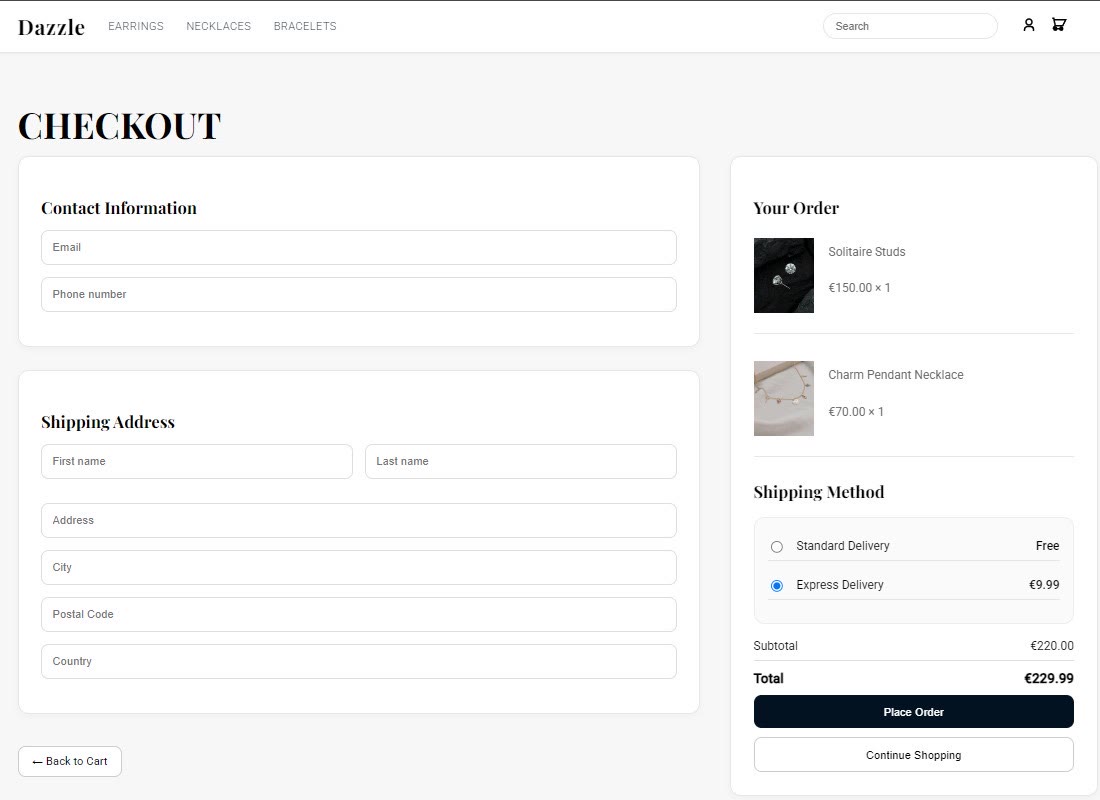 Dazzle EARRINGS NECKLACES BRACELETS Search
CHECKOUT
Contact Information
Email
Phone number
Shipping Address
First name Last name
Address
City
Postal Code
Country
← Back to Cart
Your Order
Solitaire Studs
€150.00 × 1
Charm Pendant Necklace
€70.00 × 1
Shipping Method
Standard Delivery Free
Express Delivery €9.99
Subtotal €220.00
Total €229.99
Place Order
Continue Shopping